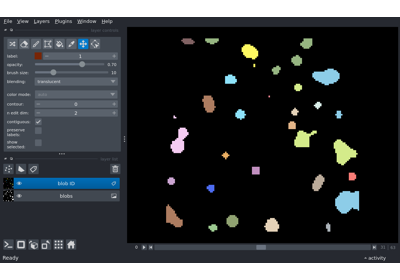 File View Layers Plugins Window Help
label: 1
opacity: 0.70
brush size: 10
blending: translucent
color mode:
contour: 0
n edit dim: 2
contiguous:
preserve labels:
show selected:
blob ID
blobs
0
Ready
activity